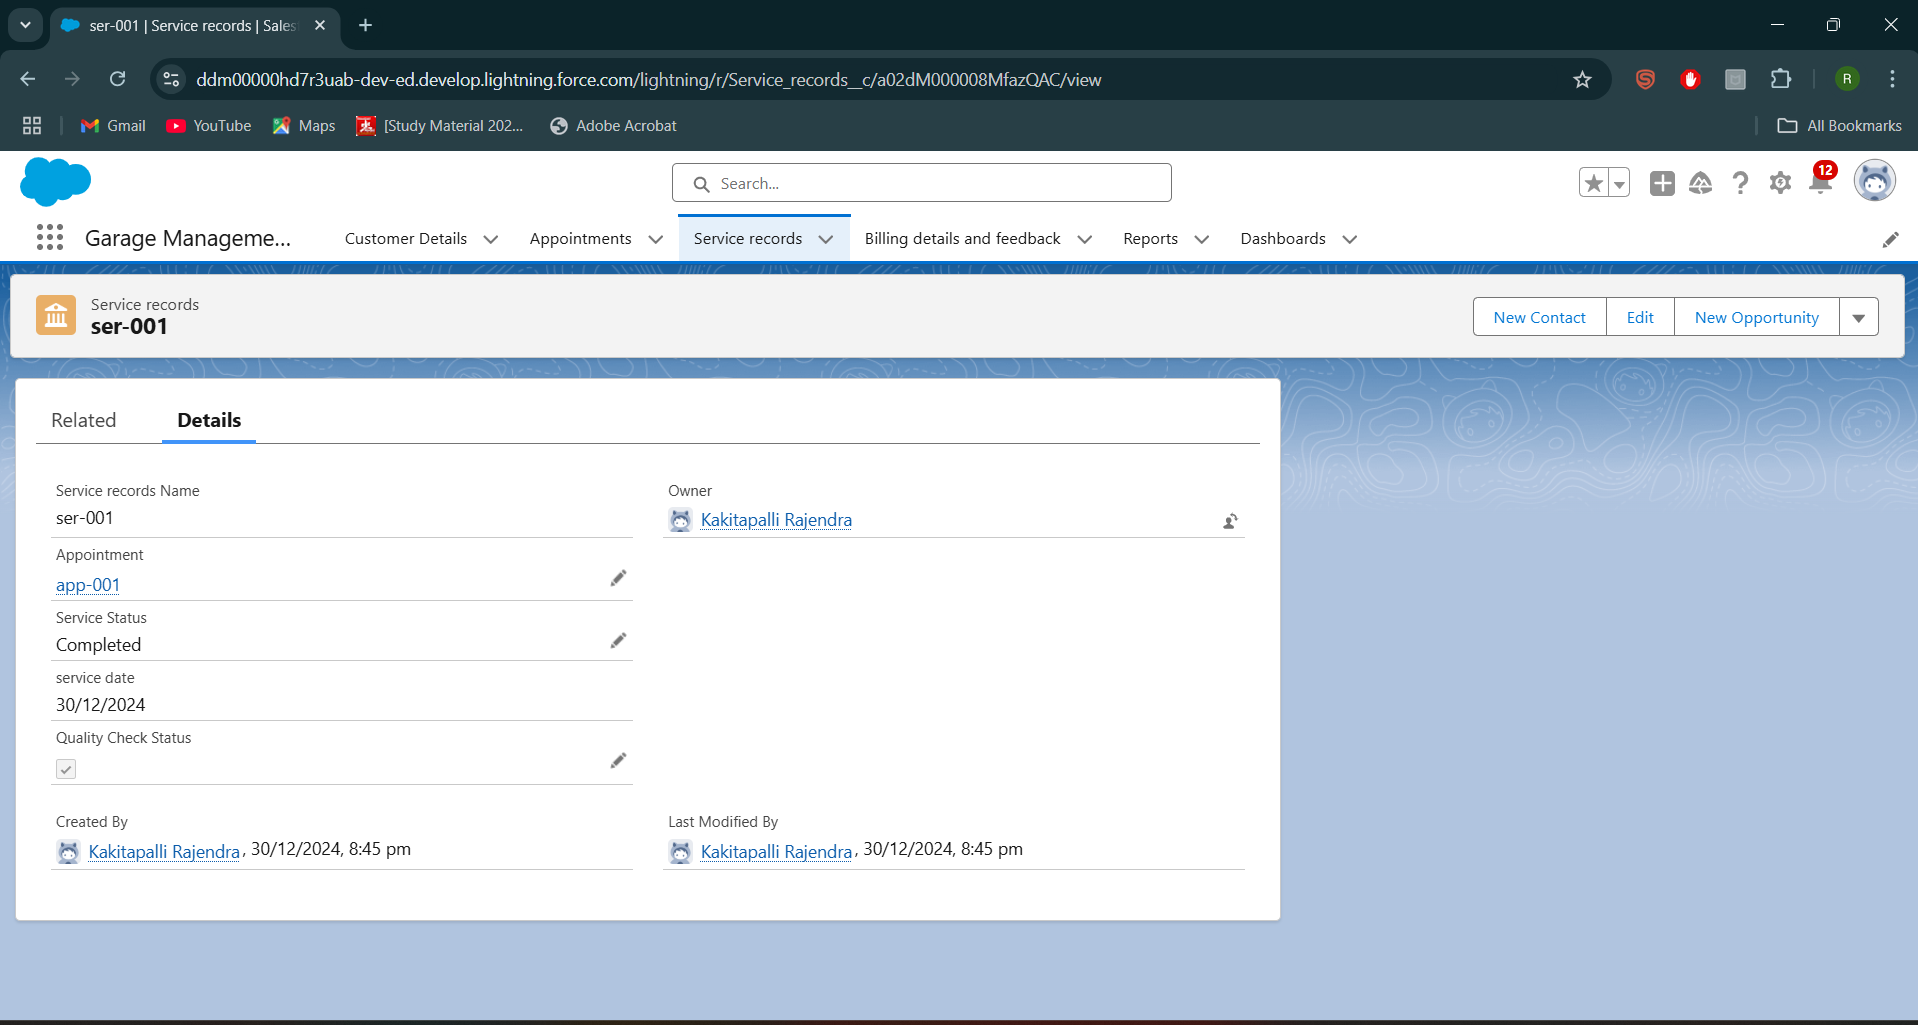 ser-001 | Service records | Sales
ddm00000hd7r3uab-dev-ed.develop.lightning.force.com/lightning/r/Service_records__c/a02dM000008MfazQAC/view
R
Gmail
YouTube
Maps
[Study Material 202...
Adobe Acrobat
All Bookmarks
Search...
12
Garage Manageme...
Customer Details
Appointments
Service records
Billing details and feedback
Reports
Dashboards
Service records
ser-001
New Contact
Edit
New Opportunity
Related
Details
Service records Name
ser-001
Owner
Kakitapalli Rajendra
Appointment
app-001
Service Status
Completed
service date
30/12/2024
Quality Check Status
Created By
Kakitapalli Rajendra, 30/12/2024, 8:45 pm
Last Modified By
Kakitapalli Rajendra, 30/12/2024, 8:45 pm